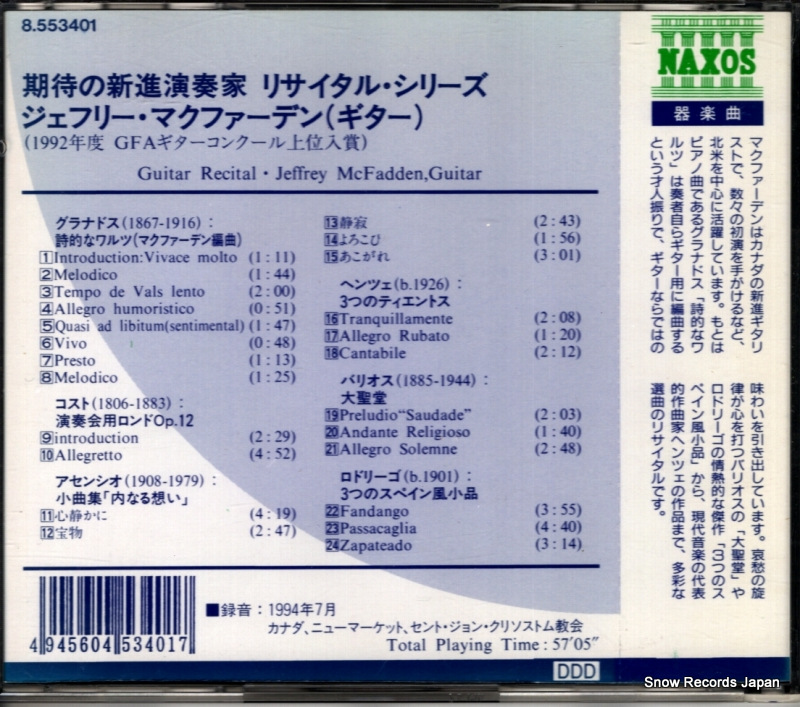 8.553401
期待の新進演奏家 リサイタル・シリーズ
ジェフリー・マクファーデン(ギター)
(1992年度 GFAギターコンクール上位入賞)
Guitar Recital・Jeffrey McFadden,Guitar
グラナドス(1867-1916):
詩的なワルツ(マクファーデン編曲)
1 Introduction:Vivace molto (1:11)
2 Melodico (1:44)
3 Tempo de Vals lento (2:00)
4 Allegro humoristico (0:51)
5 Quasi ad libitum(sentimental) (1:47)
6 Vivo (0:48)
7 Presto (1:13)
8 Melodico (1:25)
コスト(1806-1883):
演奏会用ロンドOp.12
9 introduction (2:29)
10 Allegretto (4:52)
アセンシオ(1908-1979):
小曲集「内なる想い」
11 心静かに (4:19)
12 宝物 (2:47)
13 静寂 (2:43)
14 よろこび (1:56)
15 あこがれ (3:01)
ヘンツェ(b.1926):
3つのティエントス
16 Tranquillamente (2:08)
17 Allegro Rubato (1:20)
18 Cantabile (2:12)
バリオス(1885-1944):
大聖堂
19 Preludio“Saudade” (2:03)
20 Andante Religioso (1:40)
21 Allegro Solemne (2:48)
ロドリーゴ(b.1901):
3つのスペイン風小品
22 Fandango (3:55)
23 Passacaglia (4:40)
24 Zapateado (3:14)
4 945604 534017
■録音:1994年7月
カナダ、ニューマーケット、セント・ジョン・クリソストム教会
Total Playing Time:57′05″
DDD
NAXOS
器楽曲
マクファーデンはカナダの新進ギタリ
ストで、数々の初演を手がけるなど、
北米を中心に活躍しています。もとは
ピアノ曲であるグラナドス「詩的なワ
ルツ」は奏者自らギター用に編曲する
という才人振りで、ギターならではの
味わいを引き出しています。哀愁の旋
律が心を打つバリオスの「大聖堂」や
ロドリーゴの情熱的な傑作「3つのス
ペイン風小品」から、現代音楽の代表
的作曲家ヘンツェの作品まで、多彩な
選曲のリサイタルです。
Snow Records Japan